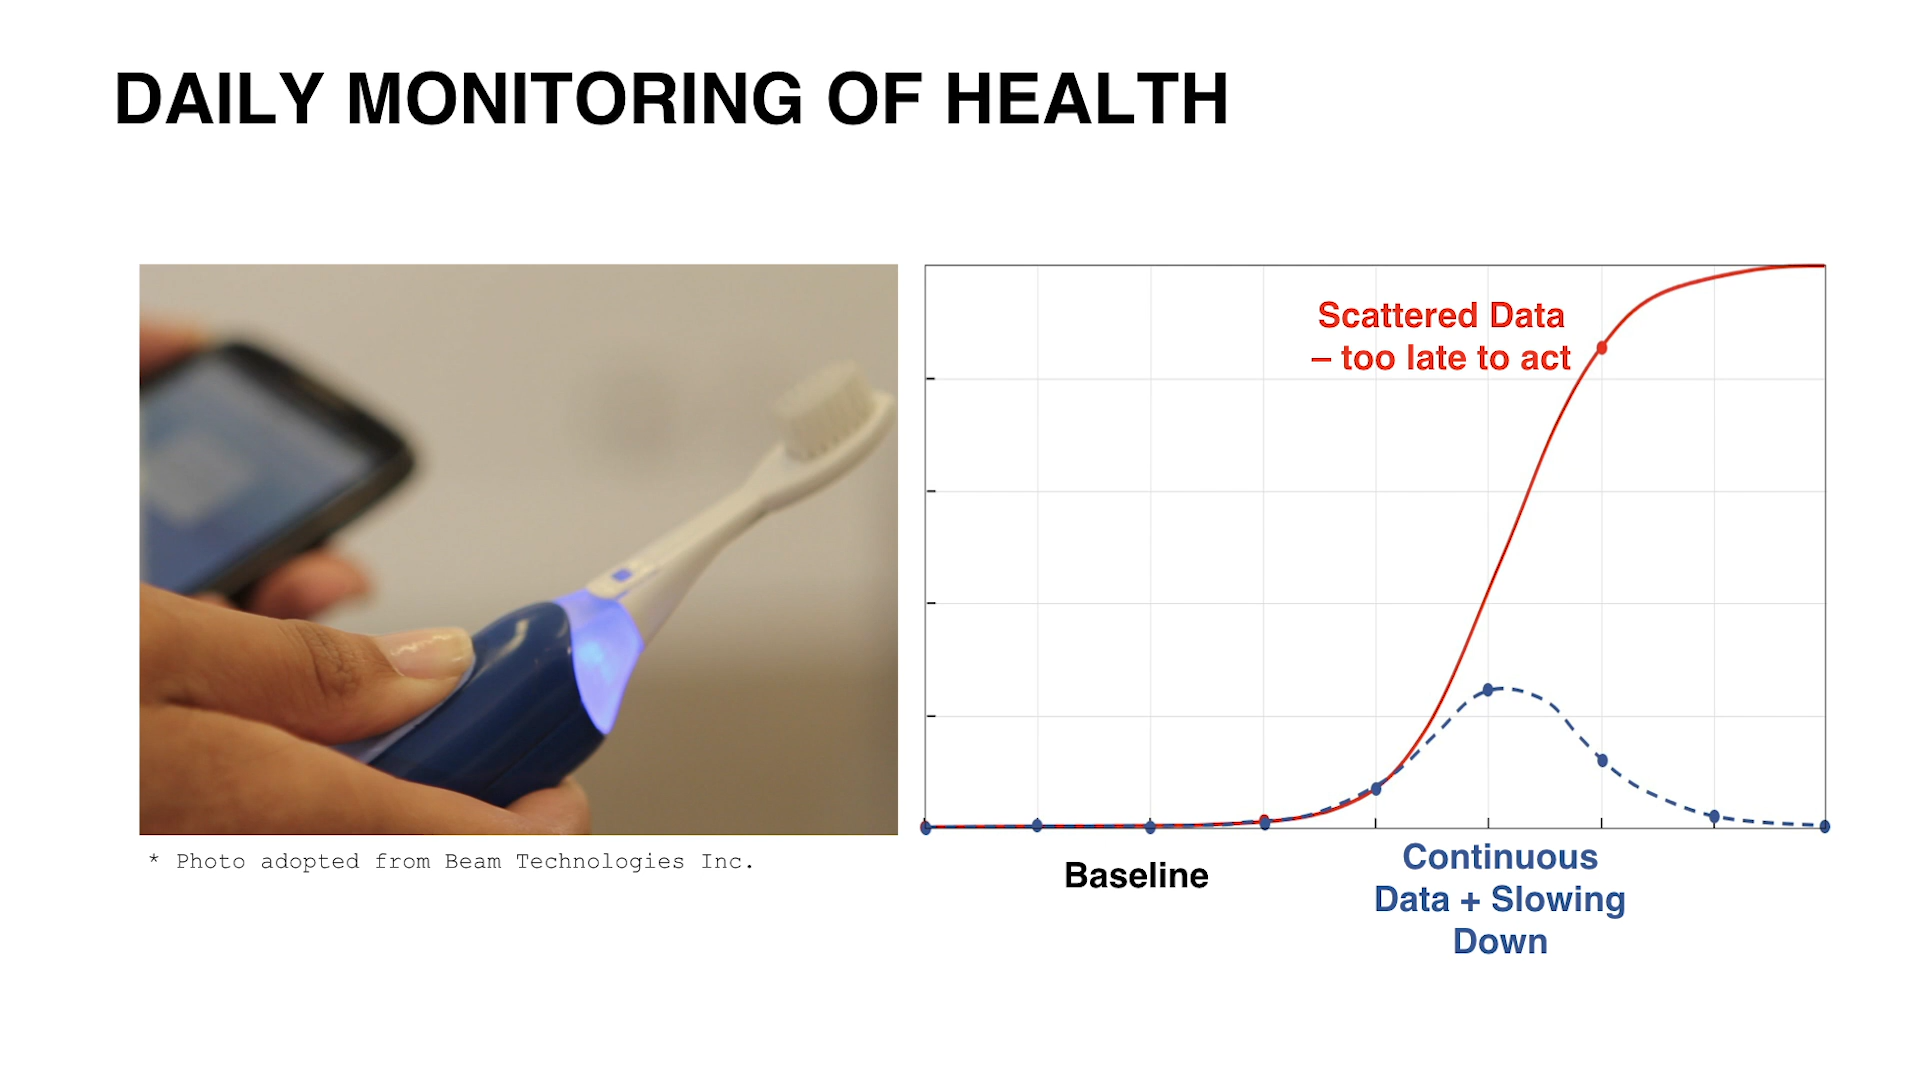 DAILY MONITORING OF HEALTH
Scattered Data
– too late to act
* Photo adopted from Beam Technologies Inc.
Baseline
Continuous
Data + Slowing
Down